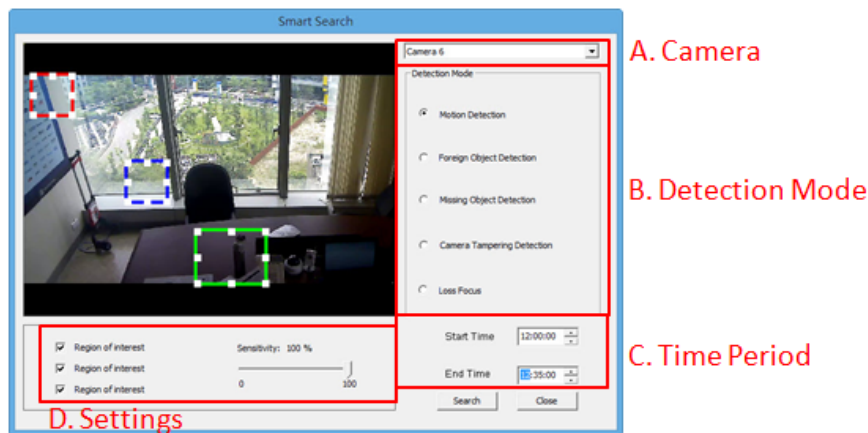 Smart Search
Camera 6
A. Camera
Detection Mode
Motion Detection
Foreign Object Detection
Missing Object Detection
Camera Tampering Detection
Loss Focus
B. Detection Mode
Start Time 12:00:00
End Time 12:35:00
C. Time Period
Search Close
Region of interest
Region of interest
Region of interest
Sensitivity: 100 %
0 100
D. Settings